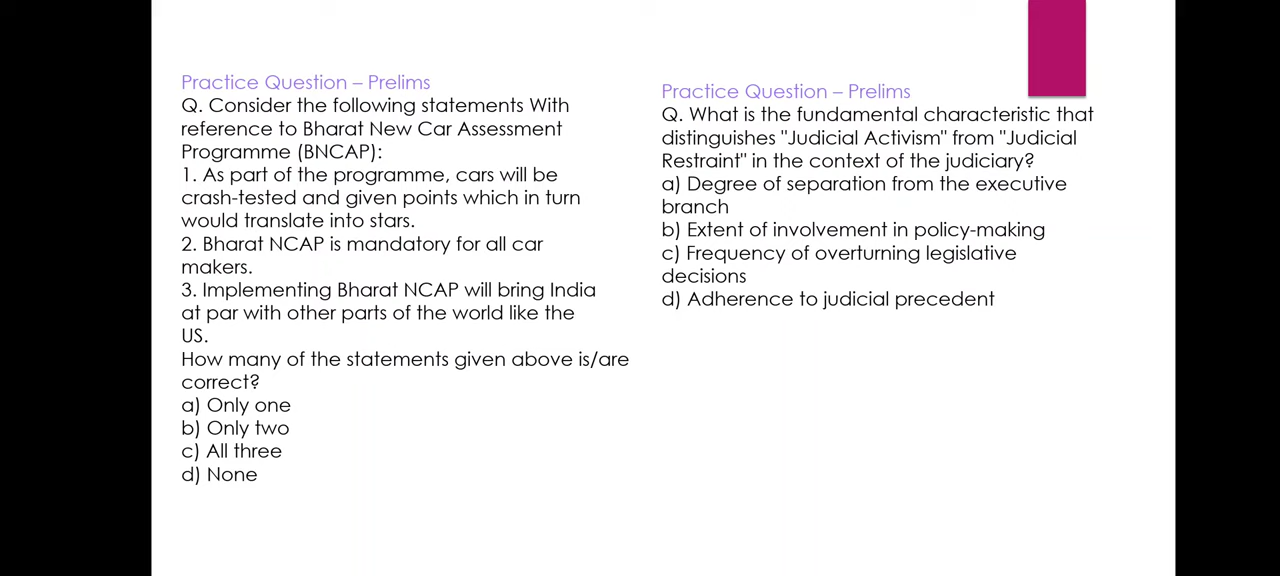 Practice Question – Prelims
Q. Consider the following statements With
reference to Bharat New Car Assessment
Programme (BNCAP):
1. As part of the programme, cars will be
crash-tested and given points which in turn
would translate into stars.
2. Bharat NCAP is mandatory for all car
makers.
3. Implementing Bharat NCAP will bring India
at par with other parts of the world like the
US.
How many of the statements given above is/are
correct?
a) Only one
b) Only two
c) All three
d) None
Practice Question – Prelims
Q. What is the fundamental characteristic that
distinguishes "Judicial Activism" from "Judicial
Restraint" in the context of the judiciary?
a) Degree of separation from the executive
branch
b) Extent of involvement in policy-making
c) Frequency of overturning legislative
decisions
d) Adherence to judicial precedent